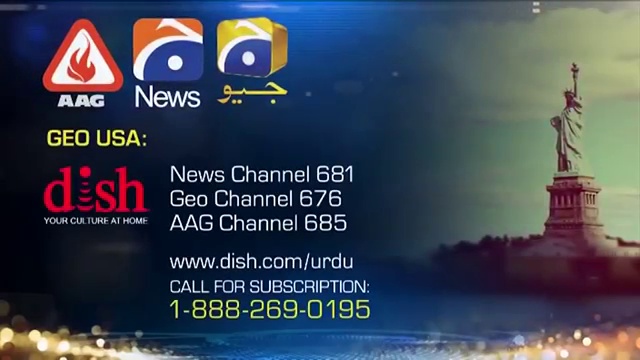 AAG
News
جیو
GEO USA:
dish
YOUR CULTURE AT HOME
News Channel 681
Geo Channel 676
AAG Channel 685
www.dish.com/urdu
CALL FOR SUBSCRIPTION:
1-888-269-0195